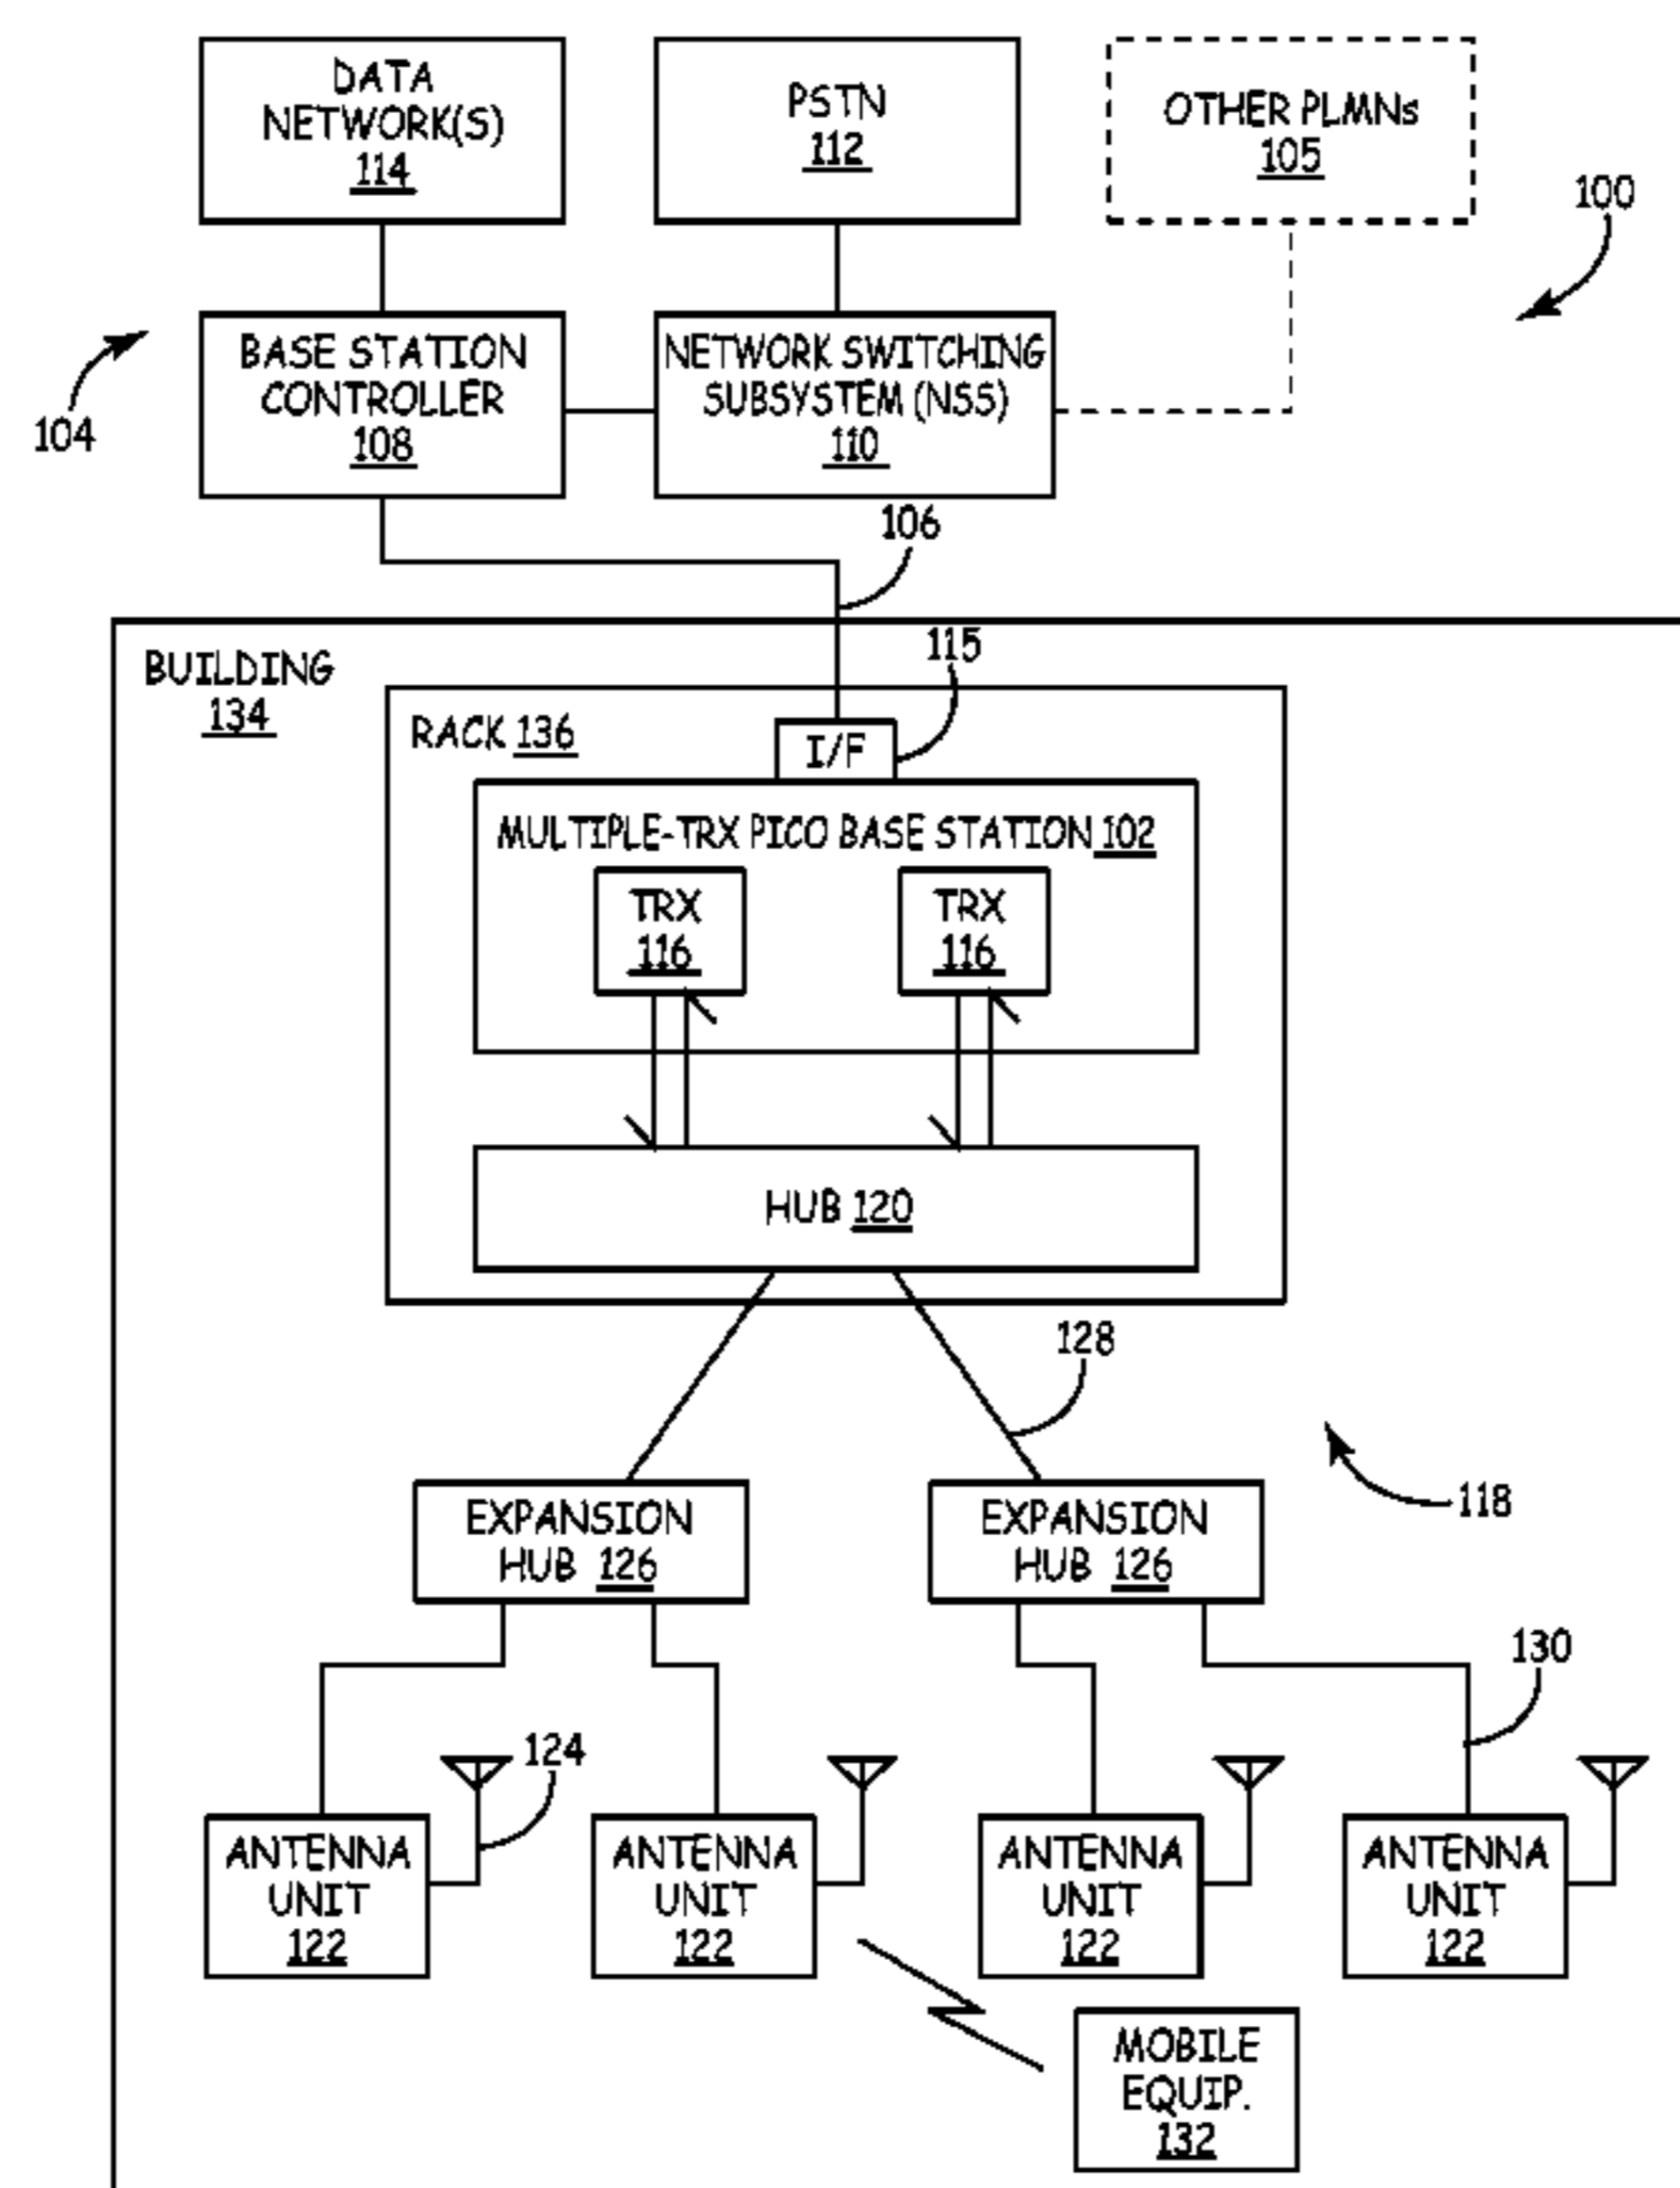 DATA
NETWORK(S)
114
PSTN
112
OTHER PLMNs
105
100
BASE STATION
CONTROLLER
108
NETWORK SWITCHING
SUBSYSTEM (NSS)
110
104
106
BUILDING
134
115
RACK 136
I/F
MULTIPLE-TRX PICO BASE STATION 102
TRX
116
TRX
116
HUB 120
128
118
EXPANSION
HUB 126
EXPANSION
HUB 126
130
124
ANTENNA
UNIT
122
ANTENNA
UNIT
122
ANTENNA
UNIT
122
ANTENNA
UNIT
122
MOBILE
EQUIP.
132